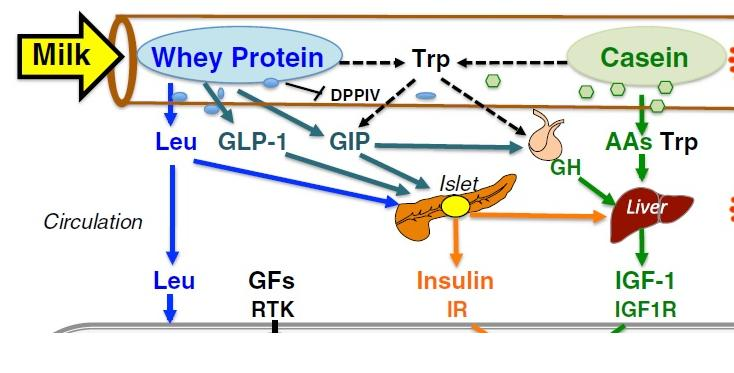 Milk
Whey Protein
Trp
Casein
DPPIV
Leu
GLP-1
GIP
AAs Trp
GH
Islet
Liver
Circulation
Leu
GFs
Insulin
IGF-1
RTK
IR
IGF1R